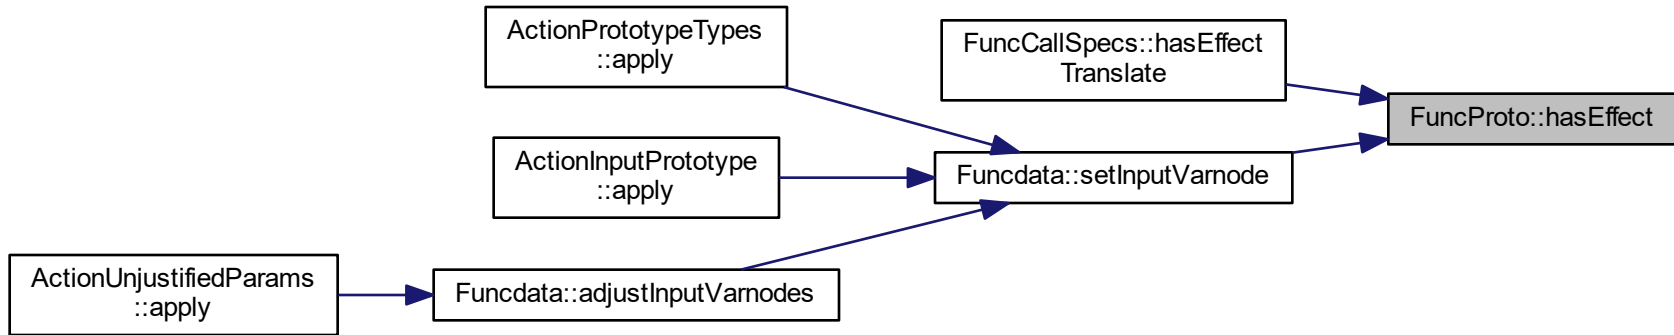 ActionPrototypeTypes
::apply
FuncCallSpecs::hasEffect
Translate
FuncProto::hasEffect
ActionInputPrototype
::apply
Funcdata::setInputVarnode
ActionUnjustifiedParams
::apply
Funcdata::adjustInputVarnodes